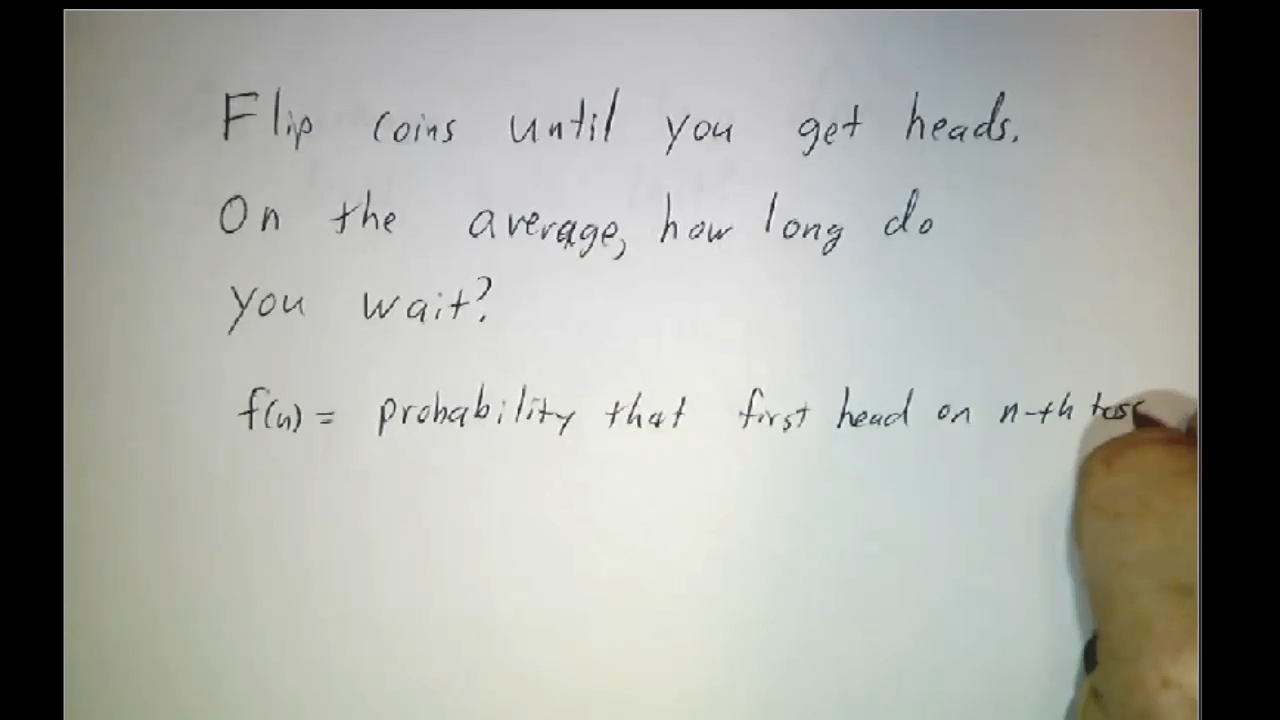 Flip coins until you get heads.
On the average, how long do
you wait?
f(n) = probability that first head on n-th toss